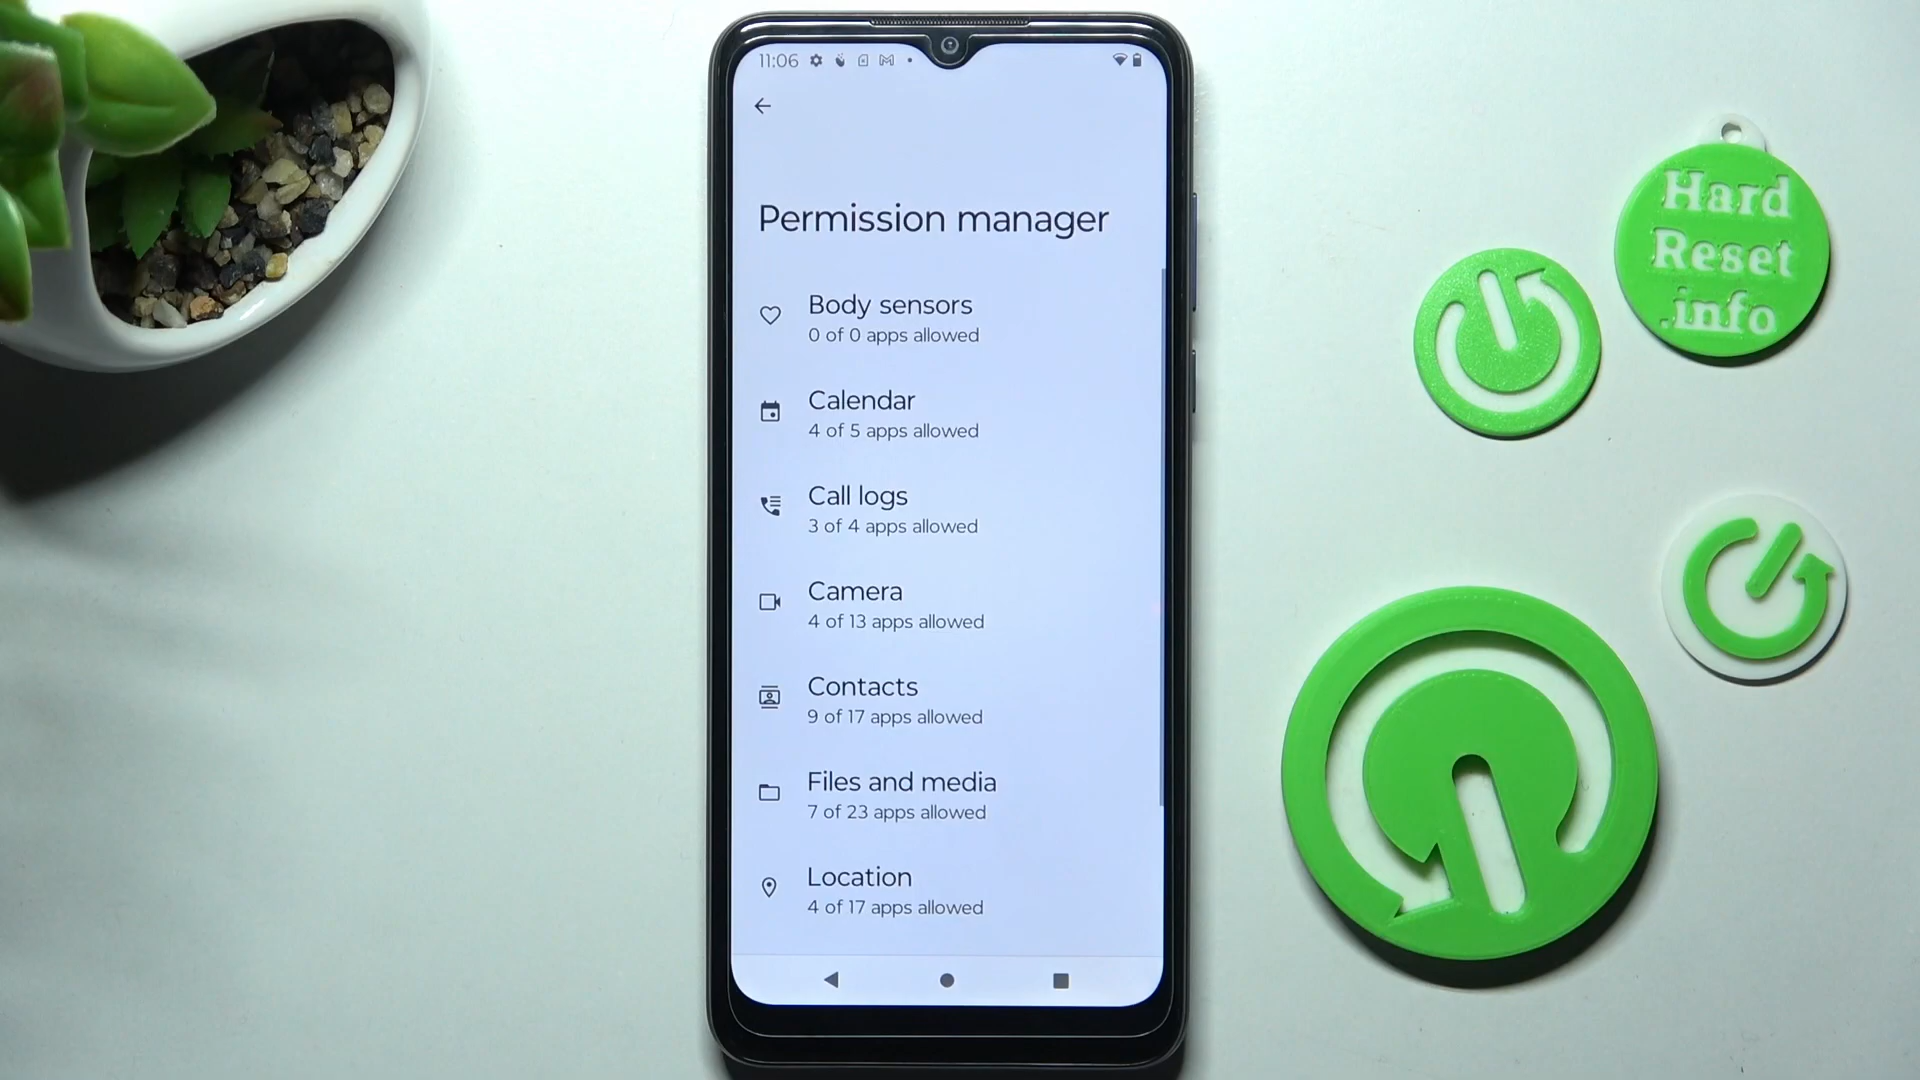 11:06
Permission manager
Body sensors
0 of 0 apps allowed
Calendar
4 of 5 apps allowed
Call logs
3 of 4 apps allowed
Camera
4 of 13 apps allowed
Contacts
9 of 17 apps allowed
Files and media
7 of 23 apps allowed
Location
4 of 17 apps allowed
Hard
Reset
.info